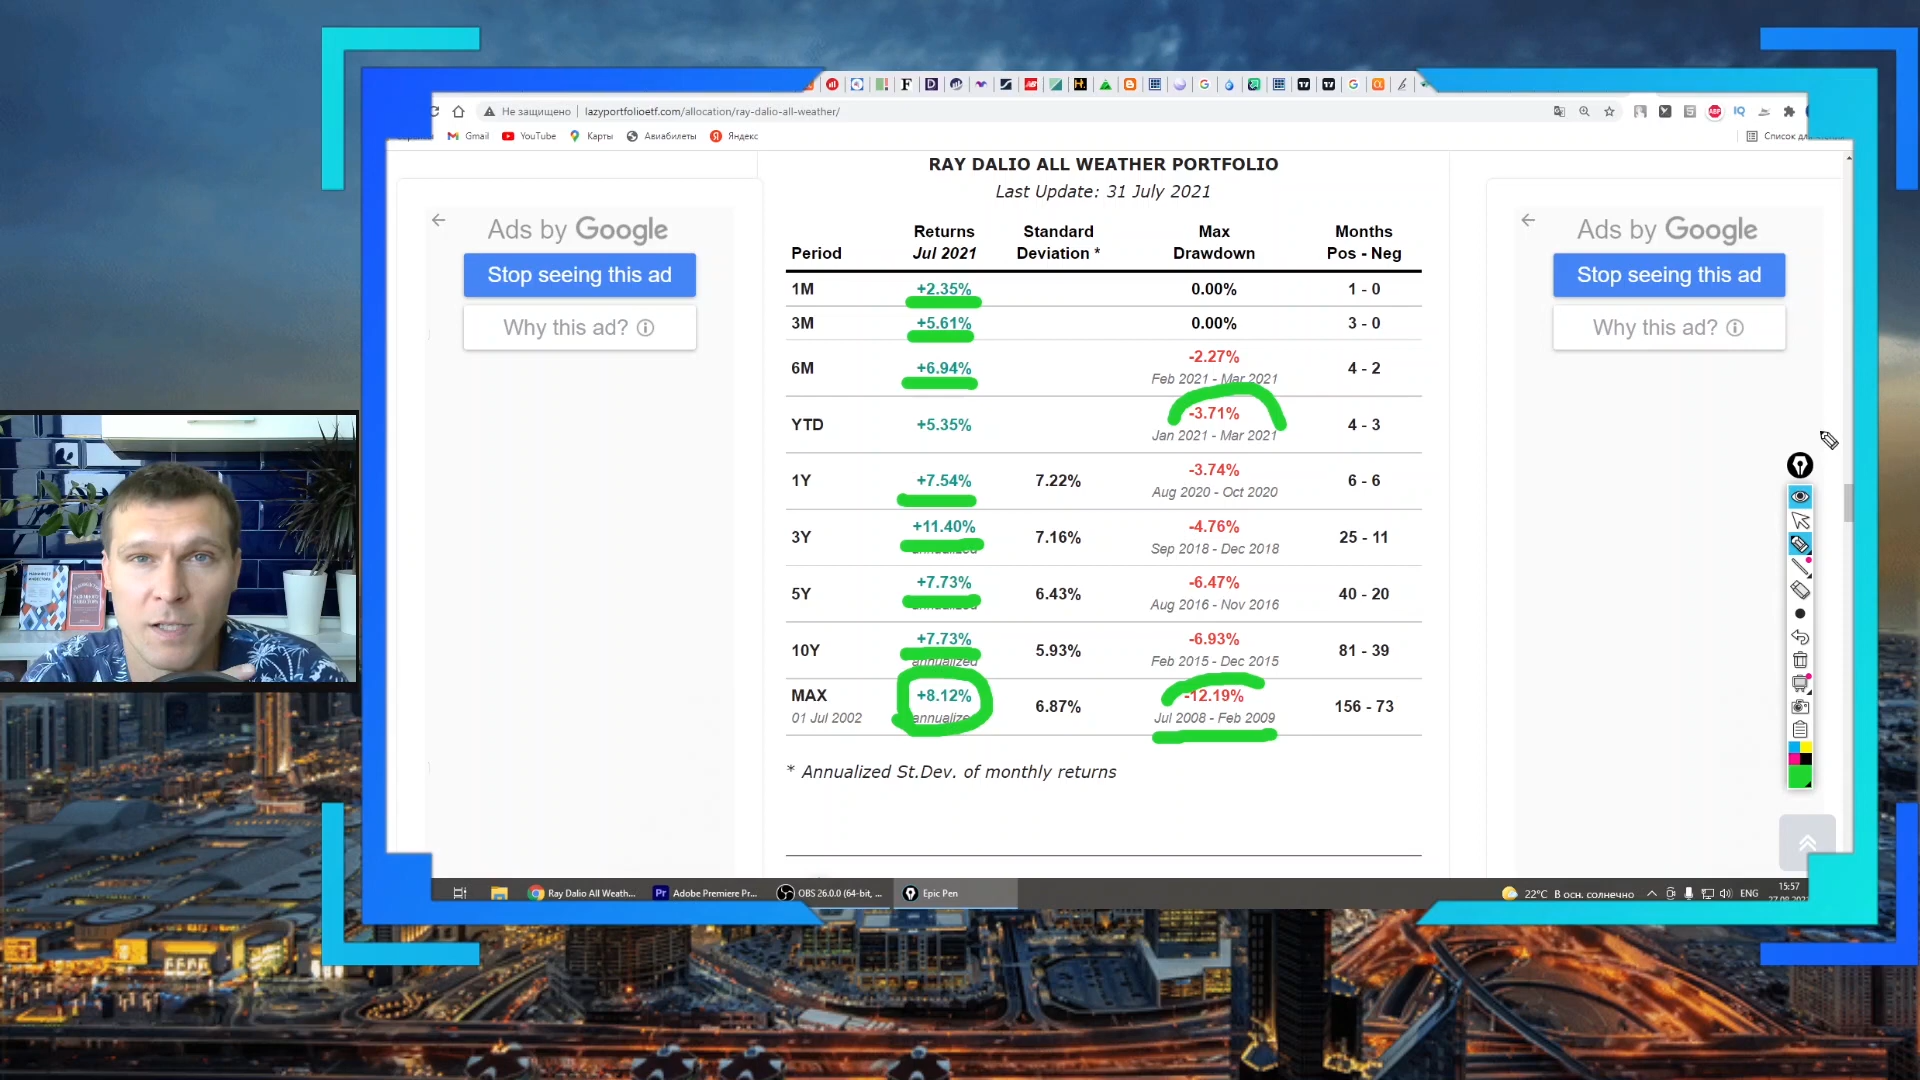 Не защищено
lazyportfolioetf.com/allocation/ray-dalio-all-weather/
Gmail
YouTube
Карты
Авиабилеты
Яндекс
Ads by Google
Stop seeing this ad
Why this ad?
RAY DALIO ALL WEATHER PORTFOLIO
Last Update: 31 July 2021
Period Returns Jul 2021 Standard Deviation * Max Drawdown Months Pos - Neg
1M +2.35% 0.00% 1 - 0
3M +5.61% 0.00% 3 - 0
6M +6.94% -2.27% 4 - 2
Feb 2021 - Mar 2021
YTD +5.35% -3.71% 4 - 3
Jan 2021 - Mar 2021
1Y +7.54% 7.22% -3.74% 6 - 6
Aug 2020 - Oct 2020
3Y +11.40% 7.16% -4.76% 25 - 11
annualized Sep 2018 - Dec 2018
5Y +7.73% 6.43% -6.47% 40 - 20
annualized Aug 2016 - Nov 2016
10Y +7.73% 5.93% -6.93% 81 - 39
annualized Feb 2015 - Dec 2015
MAX +8.12% 6.87% -12.19% 156 - 73
01 Jul 2002 annualized Jul 2008 - Feb 2009
* Annualized St.Dev. of monthly returns
Ads by Google
Stop seeing this ad
Why this ad?
Ray Dalio All Weath...
Adobe Premiere Pr...
OBS 26.0.0 (64-bit, ...
Epic Pen
22°C В осн. солнечно
ENG
15:57